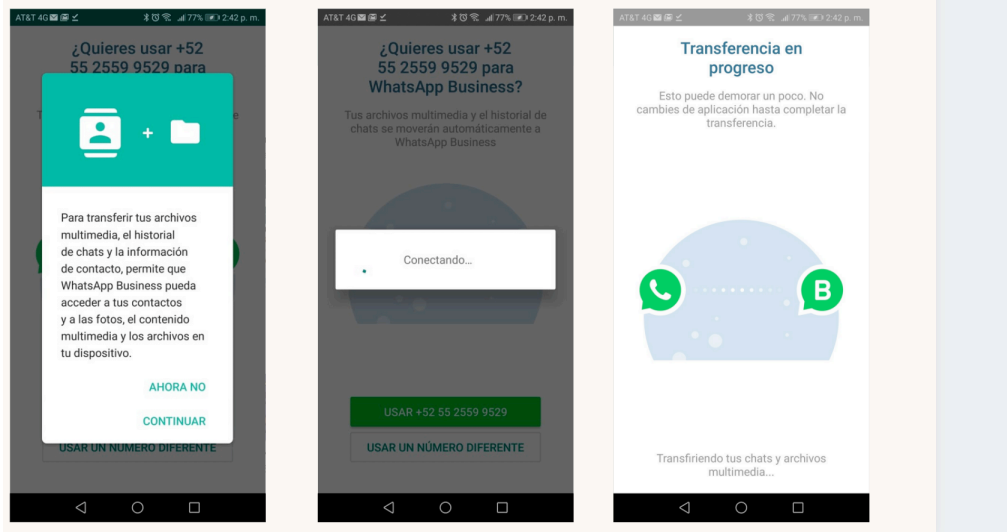 AT&T 4G 77% 2:42 p. m.
¿Quieres usar +52
55 2559 9529 para
Para transferir tus archivos
multimedia, el historial
de chats y la información
de contacto, permite que
WhatsApp Business pueda
acceder a tus contactos
y a las fotos, el contenido
multimedia y los archivos en
tu dispositivo.
AHORA NO
CONTINUAR
USAR UN NÚMERO DIFERENTE
AT&T 4G 77% 2:42 p. m.
¿Quieres usar +52
55 2559 9529 para
WhatsApp Business?
Tus archivos multimedia y el historial de
chats se moverán automáticamente a
WhatsApp Business
Conectando...
USAR +52 55 2559 9529
USAR UN NÚMERO DIFERENTE
AT&T 4G 77% 2:42 p. m.
Transferencia en
progreso
Esto puede demorar un poco. No
cambies de aplicación hasta completar la
transferencia.
B
Transfiriendo tus chats y archivos
multimedia...